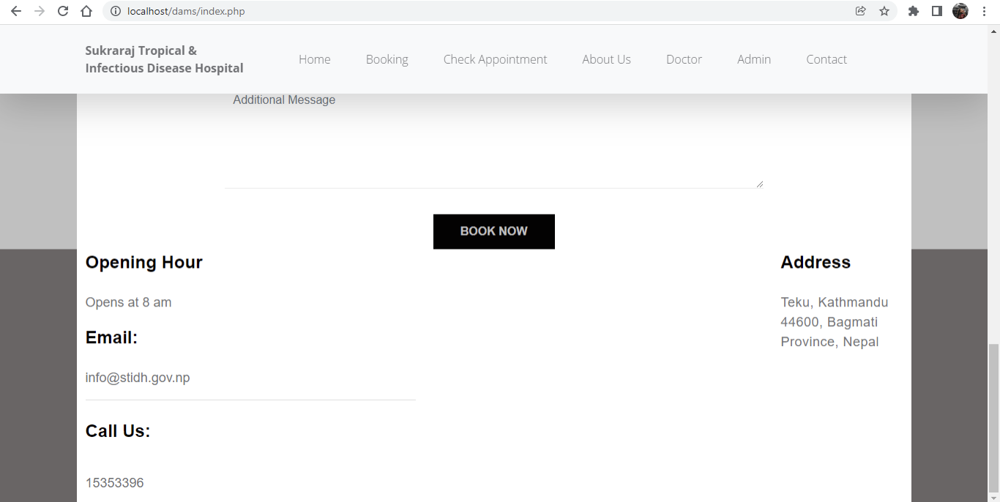 localhost/dams/index.php
Sukraraj Tropical &
Infectious Disease Hospital
Home
Booking
Check Appointment
About Us
Doctor
Admin
Contact
Additional Message
BOOK NOW
Opening Hour
Opens at 8 am
Email:
info@stidh.gov.np
Call Us:
15353396
Address
Teku, Kathmandu
44600, Bagmati
Province, Nepal